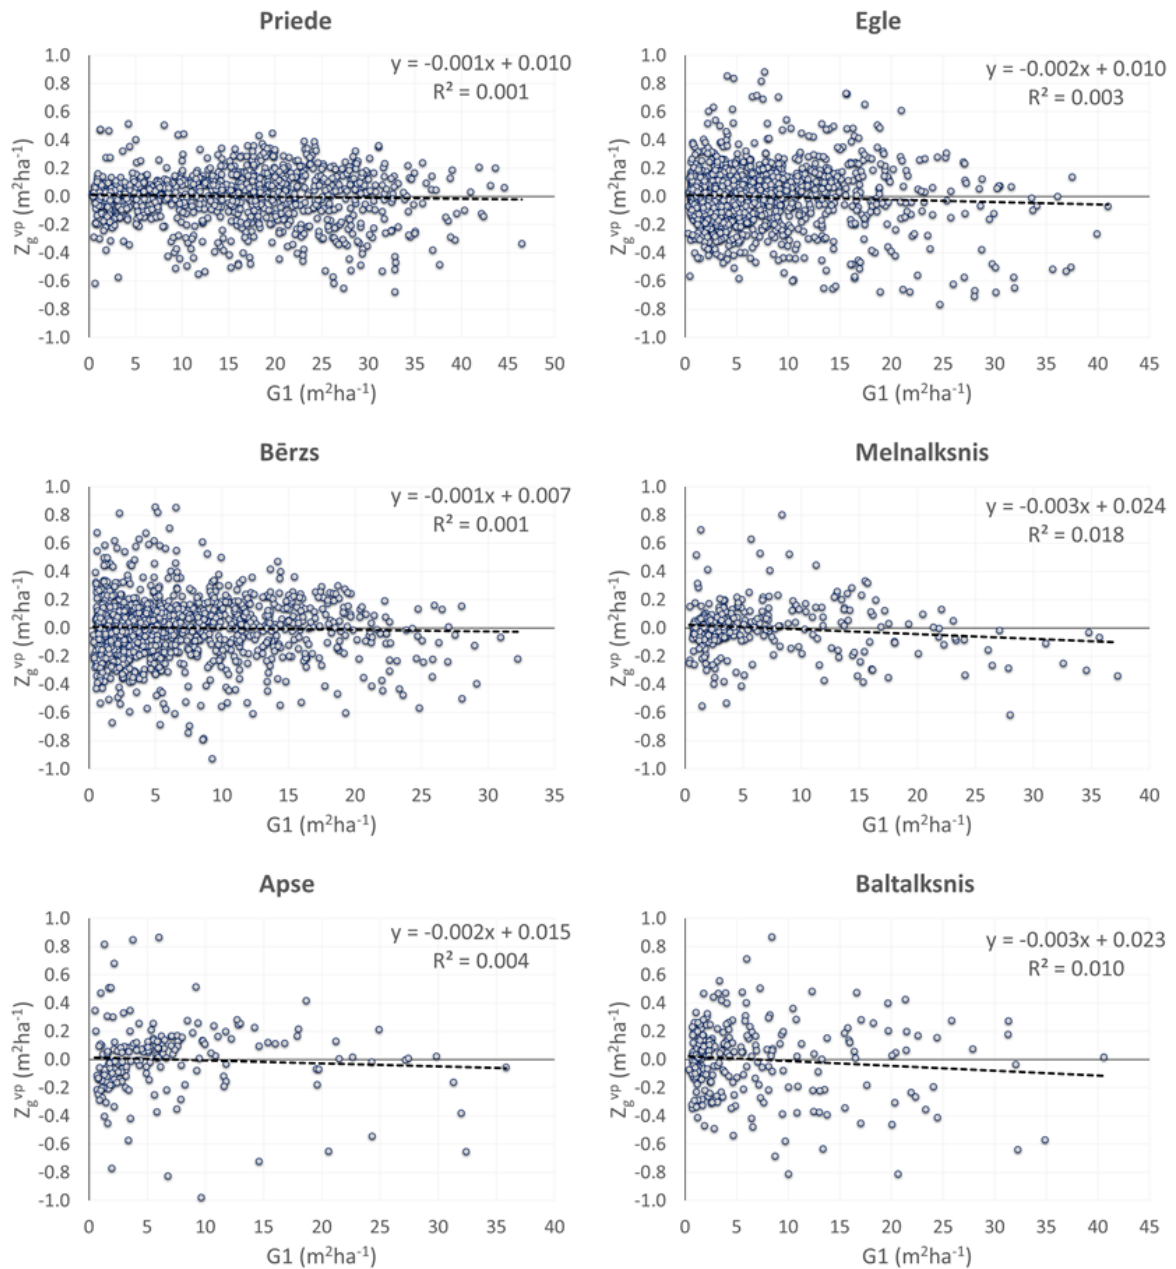 Priede
y = -0.001x + 0.010
R² = 0.001
1.0
0.8
0.6
0.4
0.2
0.0
-0.2
-0.4
-0.6
-0.8
-1.0
Zgᵛᵖ (m²ha⁻¹)
0 5 10 15 20 25 30 35 40 45 50
G1 (m²ha⁻¹)
Egle
y = -0.002x + 0.010
R² = 0.003
1.0
0.8
0.6
0.4
0.2
0.0
-0.2
-0.4
-0.6
-0.8
-1.0
Zgᵛᵖ (m²ha⁻¹)
0 5 10 15 20 25 30 35 40 45
G1 (m²ha⁻¹)
Bērzs
y = -0.001x + 0.007
R² = 0.001
1.0
0.8
0.6
0.4
0.2
0.0
-0.2
-0.4
-0.6
-0.8
-1.0
Zgᵛᵖ (m²ha⁻¹)
0 5 10 15 20 25 30 35
G1 (m²ha⁻¹)
Melnalksnis
y = -0.003x + 0.024
R² = 0.018
1.0
0.8
0.6
0.4
0.2
0.0
-0.2
-0.4
-0.6
-0.8
-1.0
Zgᵛᵖ (m²ha⁻¹)
0 5 10 15 20 25 30 35 40
G1 (m²ha⁻¹)
Apse
y = -0.002x + 0.015
R² = 0.004
1.0
0.8
0.6
0.4
0.2
0.0
-0.2
-0.4
-0.6
-0.8
-1.0
Zgᵛᵖ (m²ha⁻¹)
0 5 10 15 20 25 30 35 40
G1 (m²ha⁻¹)
Baltalksnis
y = -0.003x + 0.023
R² = 0.010
1.0
0.8
0.6
0.4
0.2
0.0
-0.2
-0.4
-0.6
-0.8
-1.0
Zgᵛᵖ (m²ha⁻¹)
0 5 10 15 20 25 30 35 40 45
G1 (m²ha⁻¹)